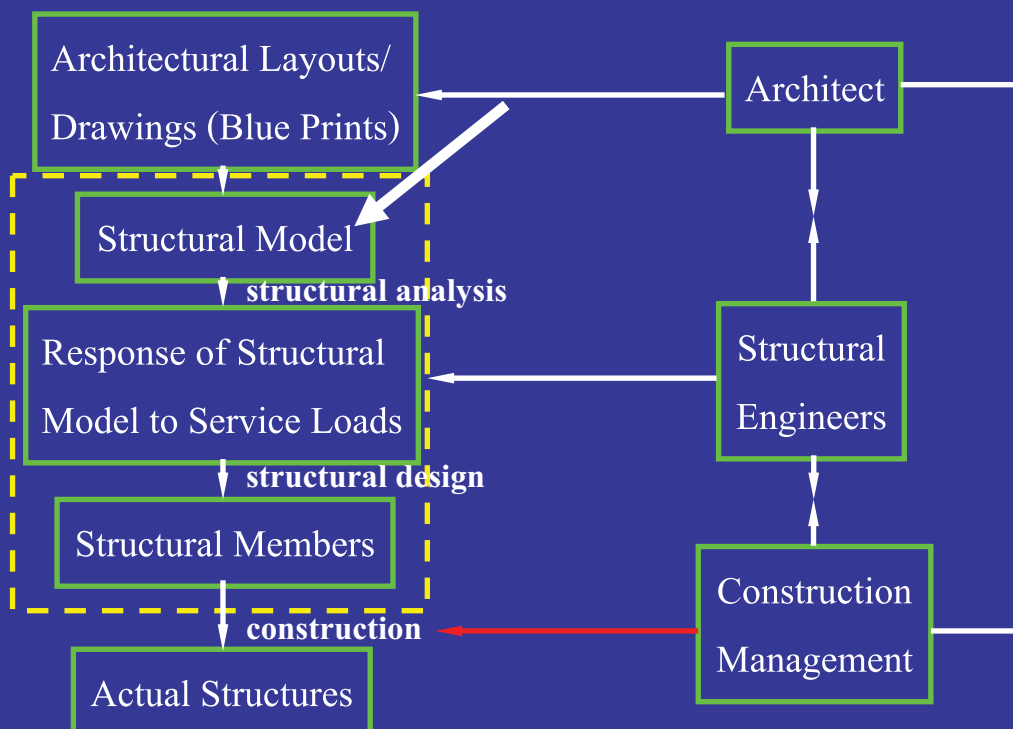 Architectural Layouts/
Drawings (Blue Prints)
Architect
Structural Model
structural analysis
Response of Structural
Model to Service Loads
Structural
Engineers
structural design
Structural Members
Construction
Management
construction
Actual Structures